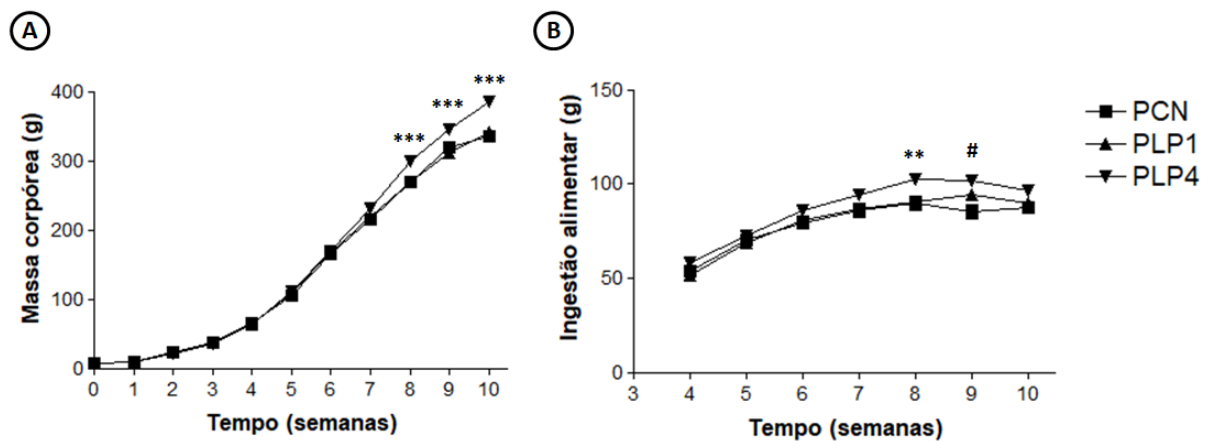 A
B
Massa corpórea (g)
400
300
200
100
0
***
***
***
0 1 2 3 4 5 6 7 8 9 10
Tempo (semanas)
Ingestão alimentar (g)
150
100
50
0
**
#
3 4 5 6 7 8 9 10
Tempo (semanas)
PCN
PLP1
PLP4